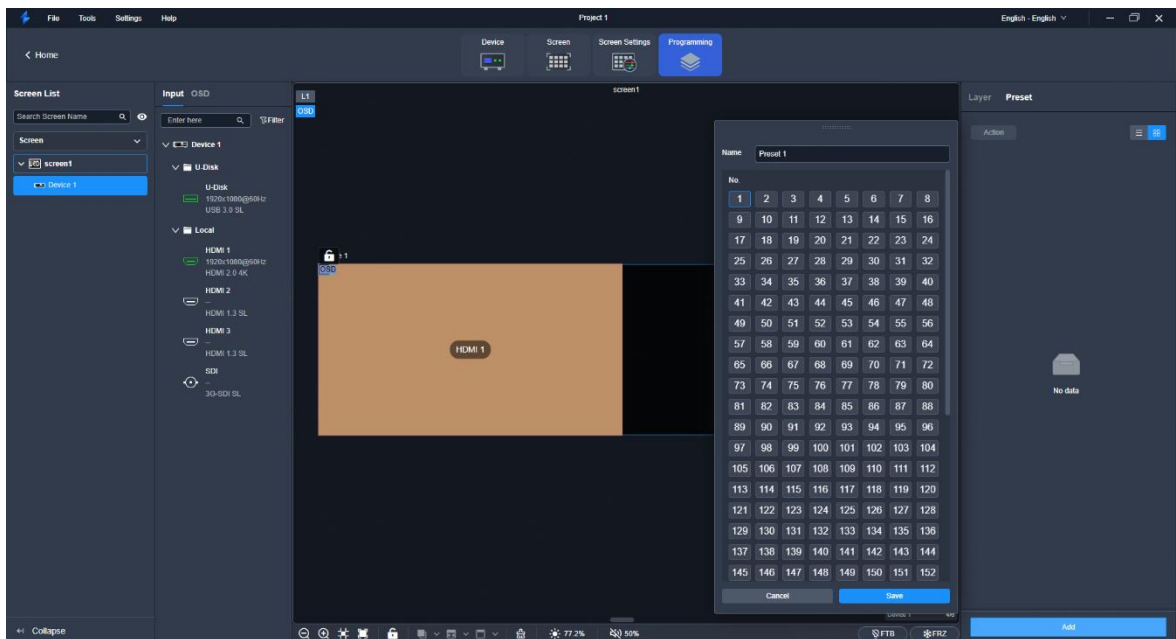 File Tools Settings Help
Project 1
English - English
< Home
Device Screen Screen Settings Programming
Screen List
Search Screen Name
Screen
screen1
Device 1
Collapse
Input OSD
Enter here Filter
Device 1
U-Disk
U-Disk
1920x1080@60Hz
USB 3.0 SL
Local
HDMI 1
1920x1080@60Hz
HDMI 2.0 4K
HDMI 2
--
HDMI 1.3 SL
HDMI 3
--
HDMI 1.3 SL
SDI
--
3G-SDI SL
L1
OSD
screen1
e 1
OSD
HDMI 1
Name Preset 1
No.
1 2 3 4 5 6 7 8
9 10 11 12 13 14 15 16
17 18 19 20 21 22 23 24
25 26 27 28 29 30 31 32
33 34 35 36 37 38 39 40
41 42 43 44 45 46 47 48
49 50 51 52 53 54 55 56
57 58 59 60 61 62 63 64
65 66 67 68 69 70 71 72
73 74 75 76 77 78 79 80
81 82 83 84 85 86 87 88
89 90 91 92 93 94 95 96
97 98 99 100 101 102 103 104
105 106 107 108 109 110 111 112
113 114 115 116 117 118 119 120
121 122 123 124 125 126 127 128
129 130 131 132 133 134 135 136
137 138 139 140 141 142 143 144
145 146 147 148 149 150 151 152
Cancel Save
Device 1
77.2% 50%
FTB FRZ
Layer Preset
Action
No data
Add